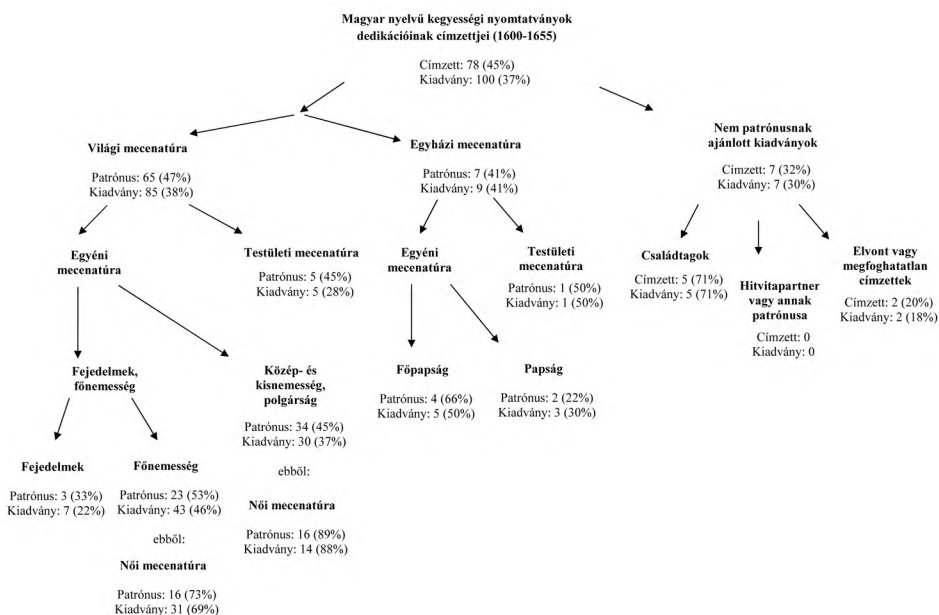 Magyar nyelvű kegyességi nyomtatványok
dedikációinak címzettjei (1600-1655)
Címzett: 78 (45%)
Kiadvány: 100 (37%)
Világi mecenatúra
Patrónus: 65 (47%)
Kiadvány: 85 (38%)
Egyházi mecenatúra
Patrónus: 7 (41%)
Kiadvány: 9 (41%)
Nem patrónusnak
ajánlott kiadványok
Címzett: 7 (32%)
Kiadvány: 7 (30%)
Egyéni
mecenatúra
Testületi mecenatúra
Patrónus: 5 (45%)
Kiadvány: 5 (28%)
Egyéni
mecenatúra
Testületi
mecenatúra
Patrónus: 1 (50%)
Kiadvány: 1 (50%)
Családtagok
Címzett: 5 (71%)
Kiadvány: 5 (71%)
Hitvitapartner
vagy annak
patrónusa
Címzett: 0
Kiadvány: 0
Elvont vagy
megfoghatatlan
címzettek
Címzett: 2 (20%)
Kiadvány: 2 (18%)
Fejedelmek,
főnemesség
Közép- és
kisnemesség,
polgárság
Patrónus: 34 (45%)
Kiadvány: 30 (37%)
ebből:
Női mecenatúra
Patrónus: 16 (89%)
Kiadvány: 14 (88%)
Főpapság
Patrónus: 4 (66%)
Kiadvány: 5 (50%)
Papság
Patrónus: 2 (22%)
Kiadvány: 3 (30%)
Fejedelmek
Patrónus: 3 (33%)
Kiadvány: 7 (22%)
Főnemesség
Patrónus: 23 (53%)
Kiadvány: 43 (46%)
ebből:
Női mecenatúra
Patrónus: 16 (73%)
Kiadvány: 31 (69%)